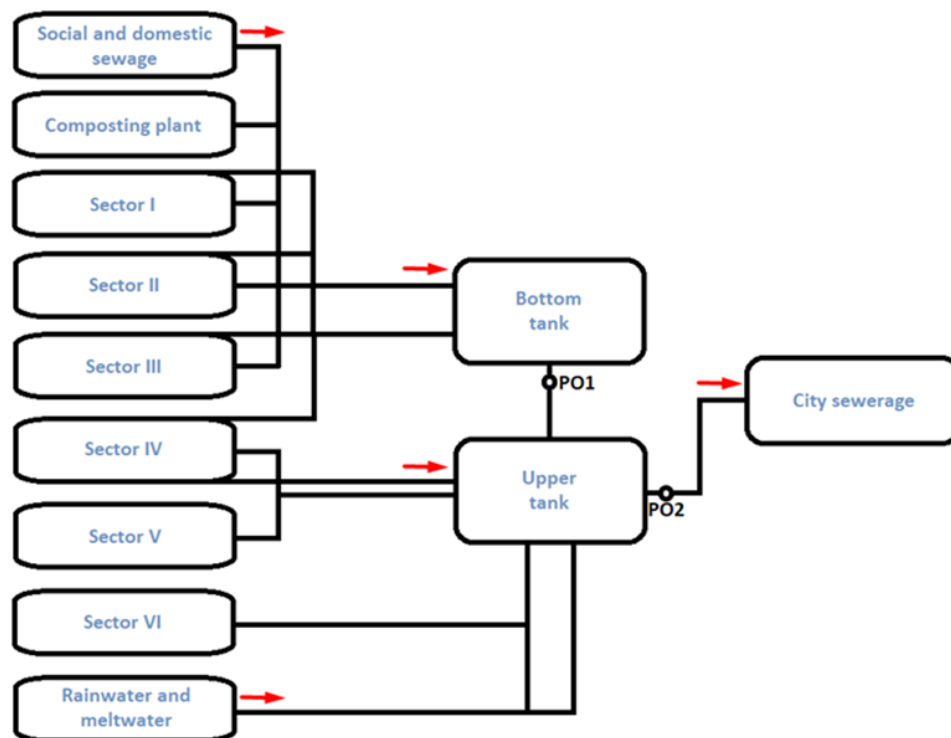 Social and domestic
sewage
Composting plant
Sector I
Sector II
Bottom
tank
Sector III
PO1
City sewerage
Sector IV
Upper
tank
PO2
Sector V
Sector VI
Rainwater and
meltwater